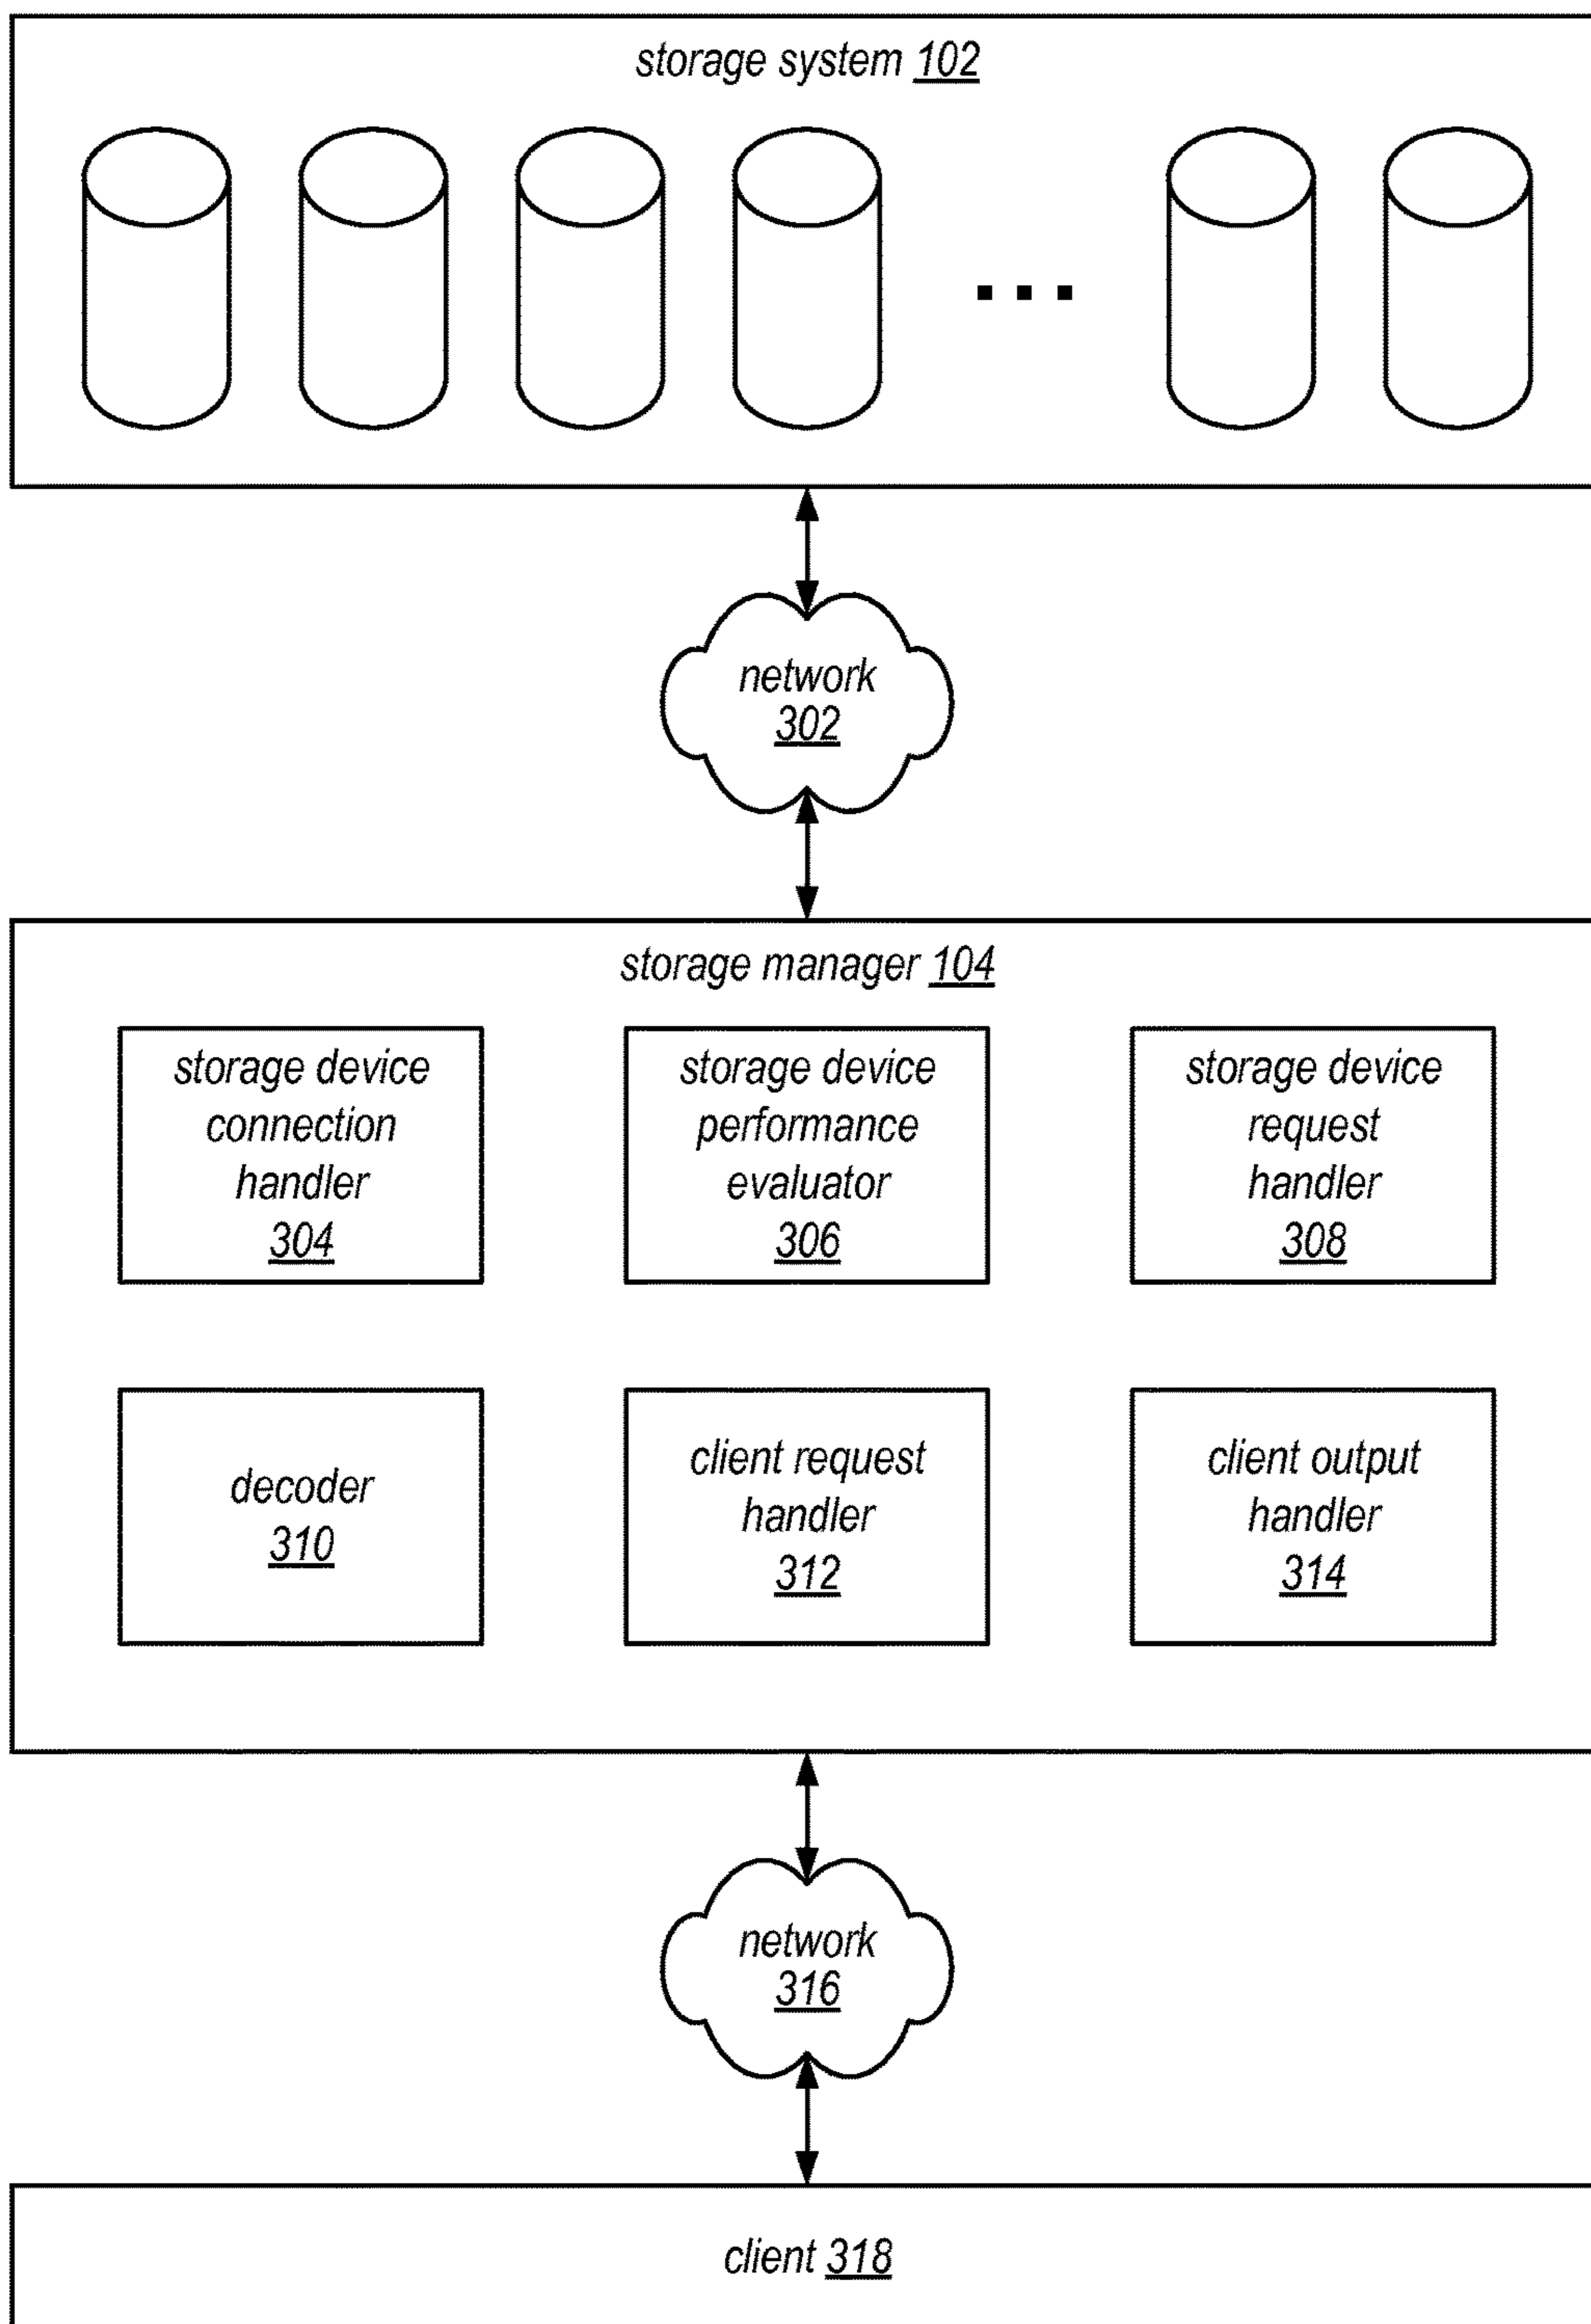 storage system 102
network
302
storage manager 104
storage device
connection
handler
304
storage device
performance
evaluator
306
storage device
request
handler
308
decoder
310
client request
handler
312
client output
handler
314
network
316
client 318